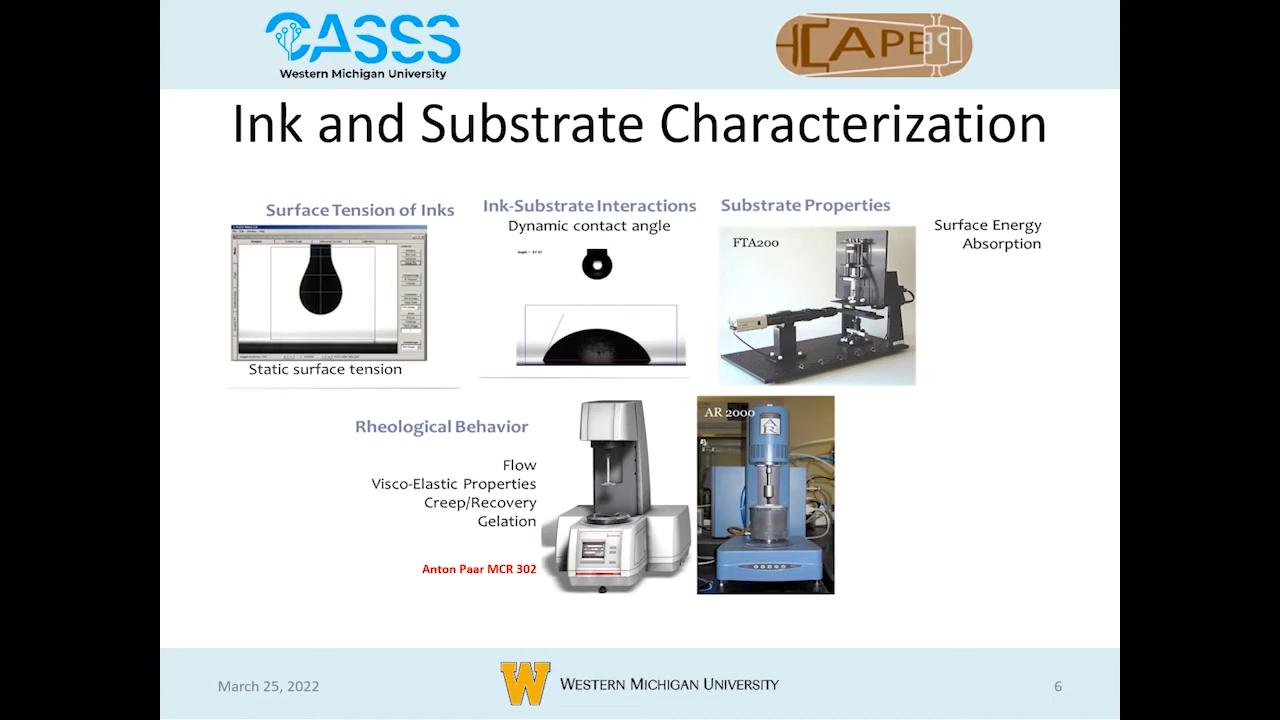 CASSS
Western Michigan University
CAPE
Ink and Substrate Characterization
Surface Tension of Inks
Static surface tension
Ink-Substrate Interactions
Dynamic contact angle
Substrate Properties
FTA200
Surface Energy
Absorption
Rheological Behavior
Flow
Visco-Elastic Properties
Creep/Recovery
Gelation
Anton Paar MCR 302
AR 2000
March 25, 2022
W
WESTERN MICHIGAN UNIVERSITY
6